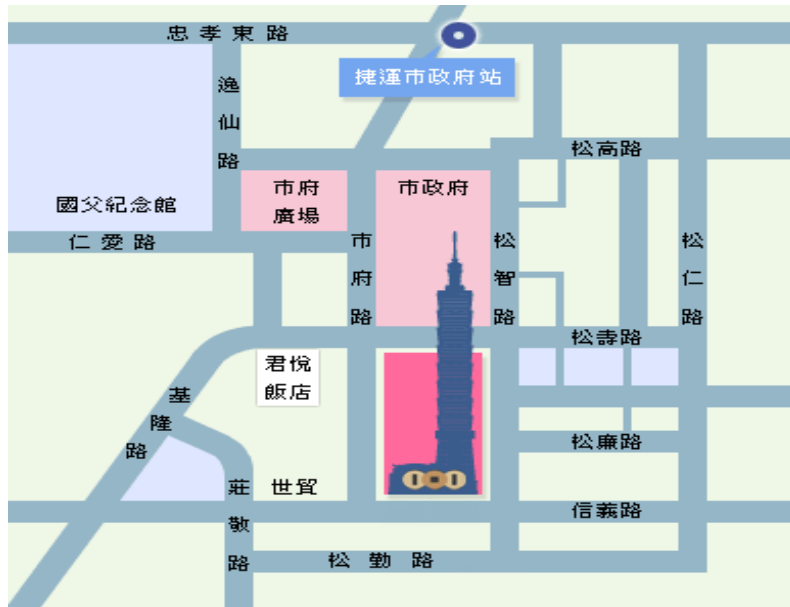 忠孝東路
捷運市政府站
逸仙路
松高路
市府
廣場
市政府
國父紀念館
仁愛路
市府路
松智路
松仁路
松壽路
君悅
飯店
基隆路
松廉路
莊敬路
世貿
信義路
松勤路